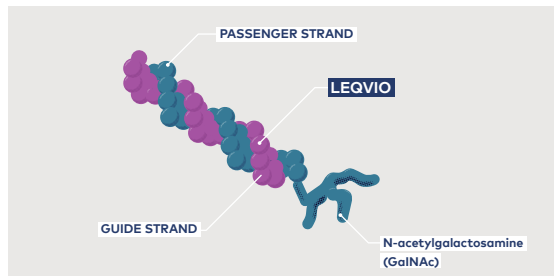 PASSENGER STRAND
LEQVIO
GUIDE STRAND
N-acetylgalactosamine
(GalNAc)